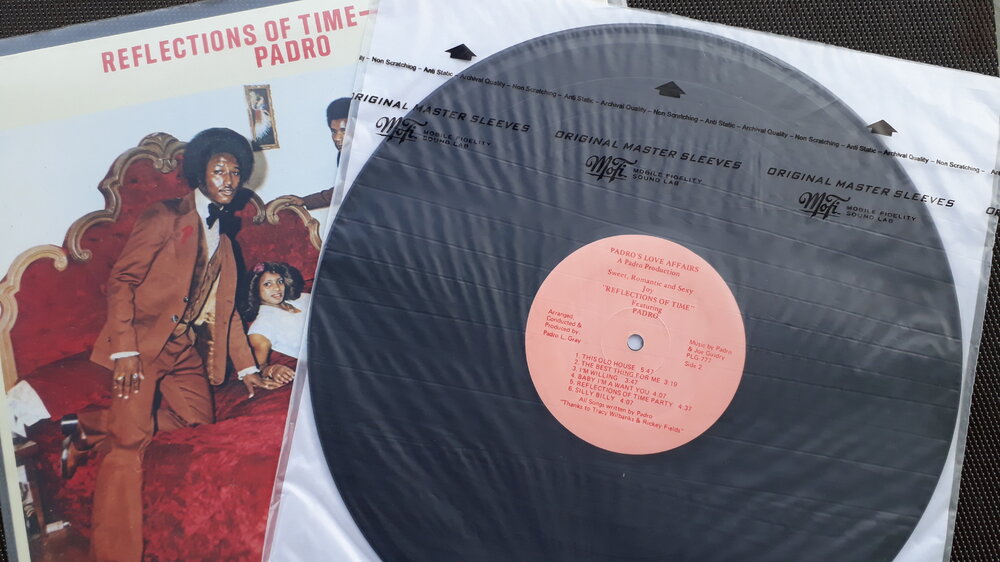 REFLECTIONS OF TIME—
PADRO
Non Scratching – Anti Static – Archival Quality – Non Scratching – Anti Static – Archival Quality – Non Scratching – Anti Static – Archival Quality – Non Scratching –
ORIGINAL MASTER SLEEVES
MoFi MOBILE FIDELITY
SOUND LAB
ORIGINAL MASTER SLEEVES
MoFi MOBILE FIDELITY
SOUND LAB
ORIGINAL MASTER SLEEVES
MoFi MOBILE FIDELITY
SOUND LAB
PADRO'S LOVE AFFAIRS
A Padro Production
Sweet, Romantic and Sexy
Joy
"REFLECTIONS OF TIME"
Featuring
PADRO
Arranged
Conducted &
Produced by:
Padro L. Gray
Music by Padro
& Joe Guidry
PLG-777
Side 2
1. THIS OLD HOUSE 5:47
2. THE BEST THING FOR ME 3:19
3. I'M WILLING 3:47
4. BABY I'M A WANT YOU 4:07
5. REFLECTIONS OF TIME PARTY 4:37
6. SILLY BILLY 4:07
All Songs written by Padro
"Thanks to Tracy Wilbanks & Rickey Fields"